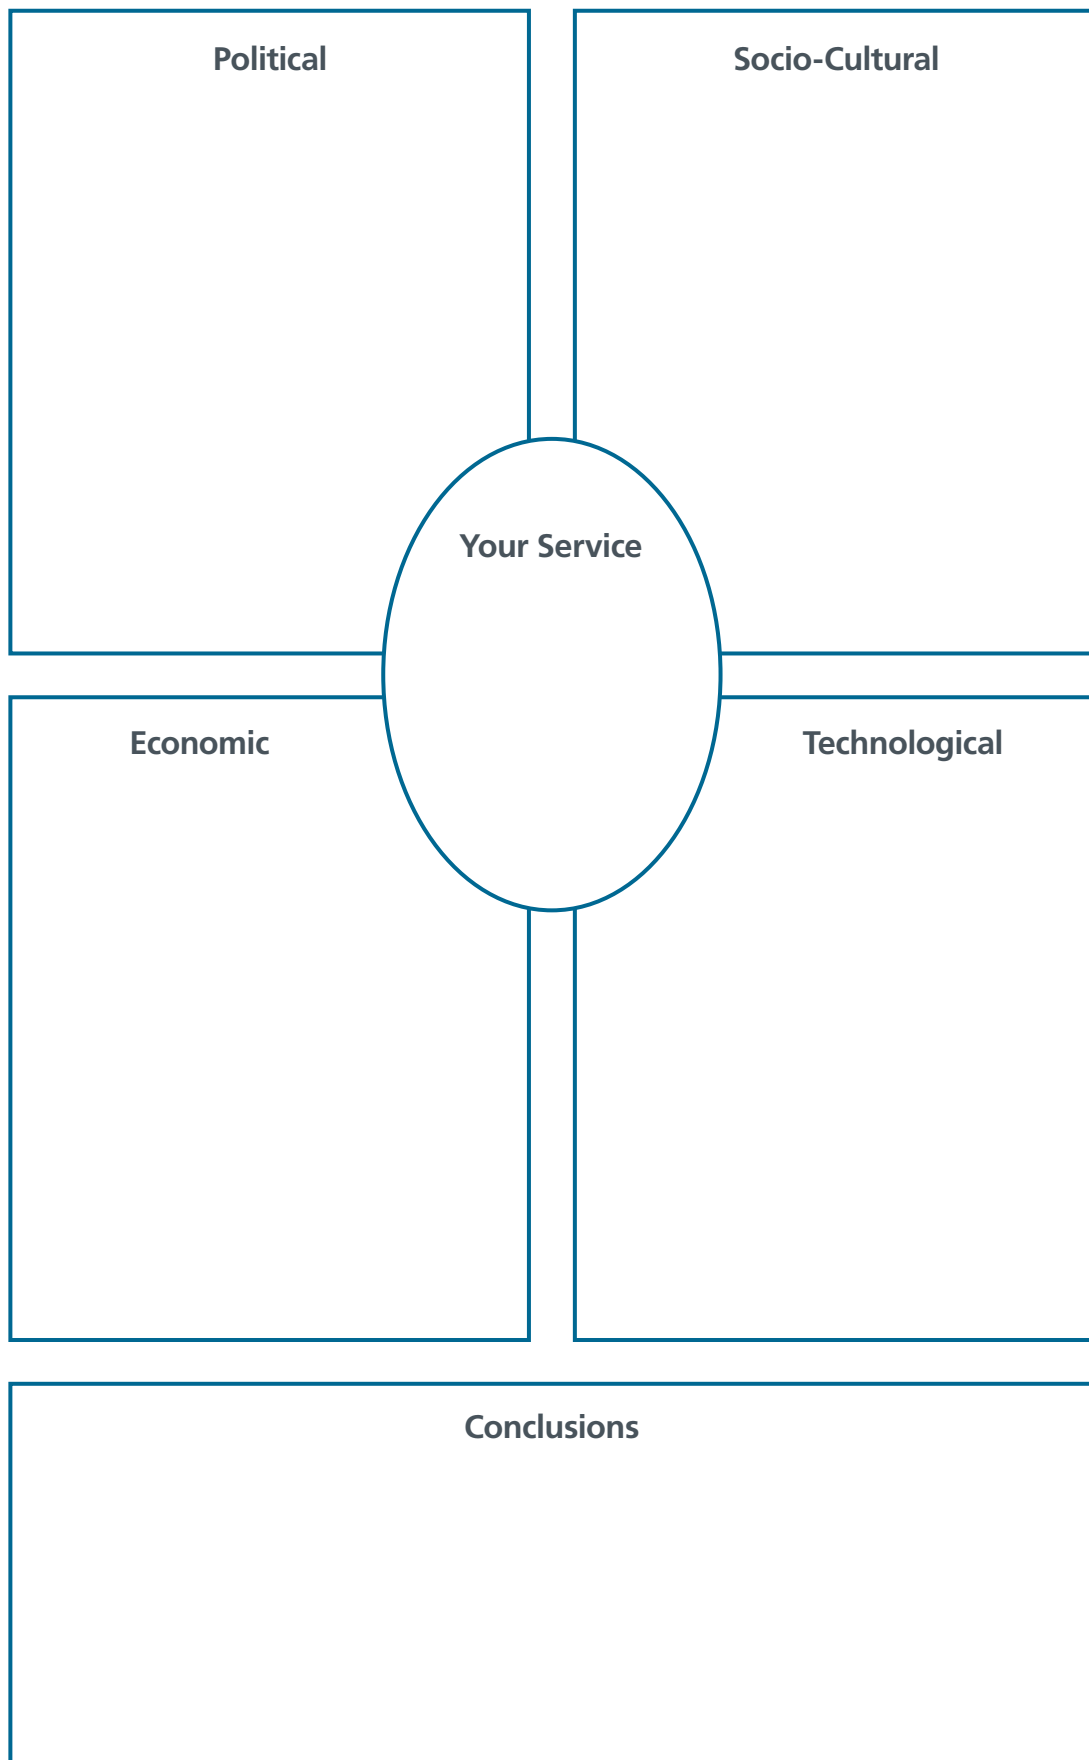 Political
Socio-Cultural
Your Service
Economic
Technological
Conclusions